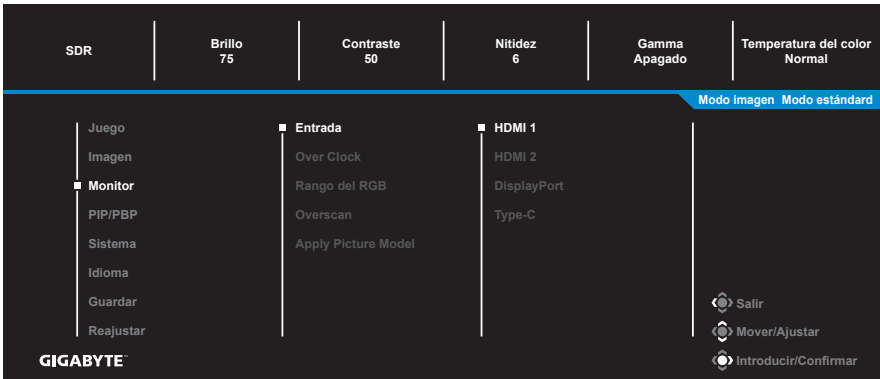 SDR
Brillo
75
Contraste
50
Nitidez
6
Gamma
Apagado
Temperatura del color
Normal
Modo imagen Modo estándard
Juego
Imagen
Monitor
PIP/PBP
Sistema
Idioma
Guardar
Reajustar
Entrada
Over Clock
Rango del RGB
Overscan
Apply Picture Model
HDMI 1
HDMI 2
DisplayPort
Type-C
Salir
Mover/Ajustar
Introducir/Confirmar
GIGABYTE™